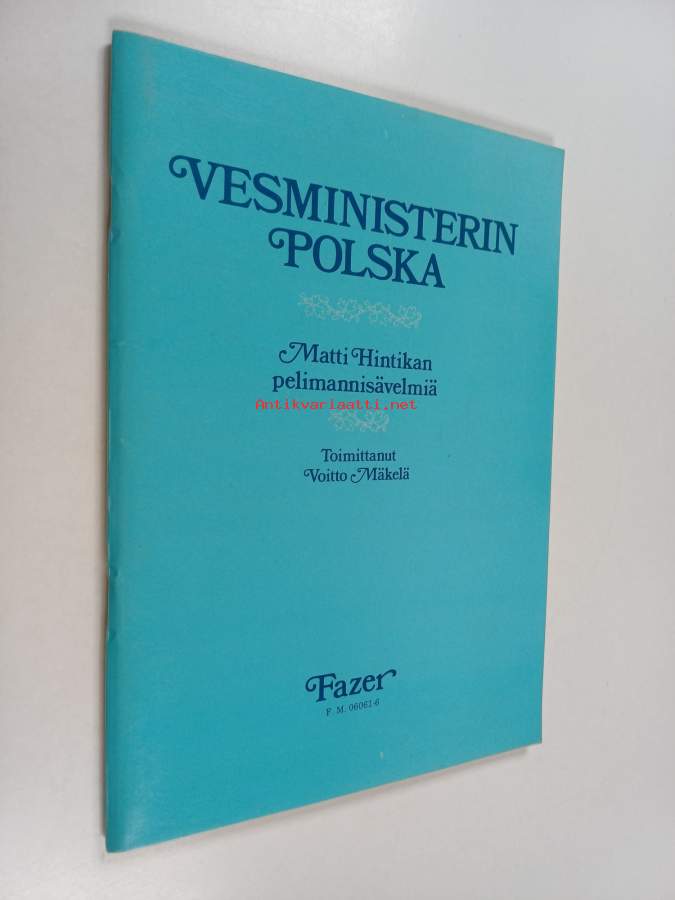 VESMINISTERIN
POLSKA
Matti Hintikan
pelimannisävelmiä
Antikvariaatti.net
Toimittanut
Voitto Mäkelä
Fazer
F. M. 06061-6